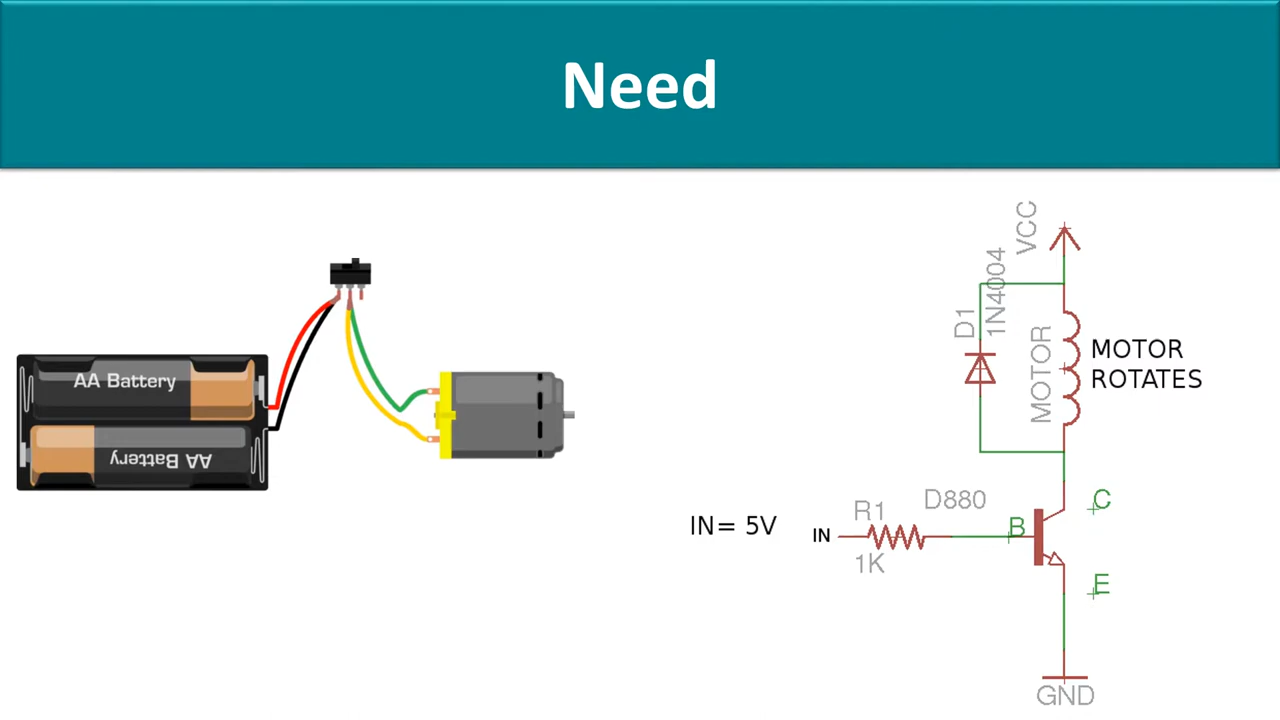 Need
AA Battery
AA Battery
VCC
D1
1N4004
MOTOR
MOTOR
ROTATES
D880
C
R1
IN= 5V
IN
B
1K
E
GND